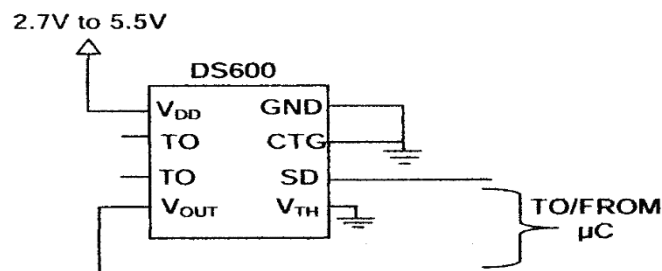 2.7V to 5.5V
DS600
VDD GND
TO CTG
TO SD
VOUT VTH
TO/FROM
µC